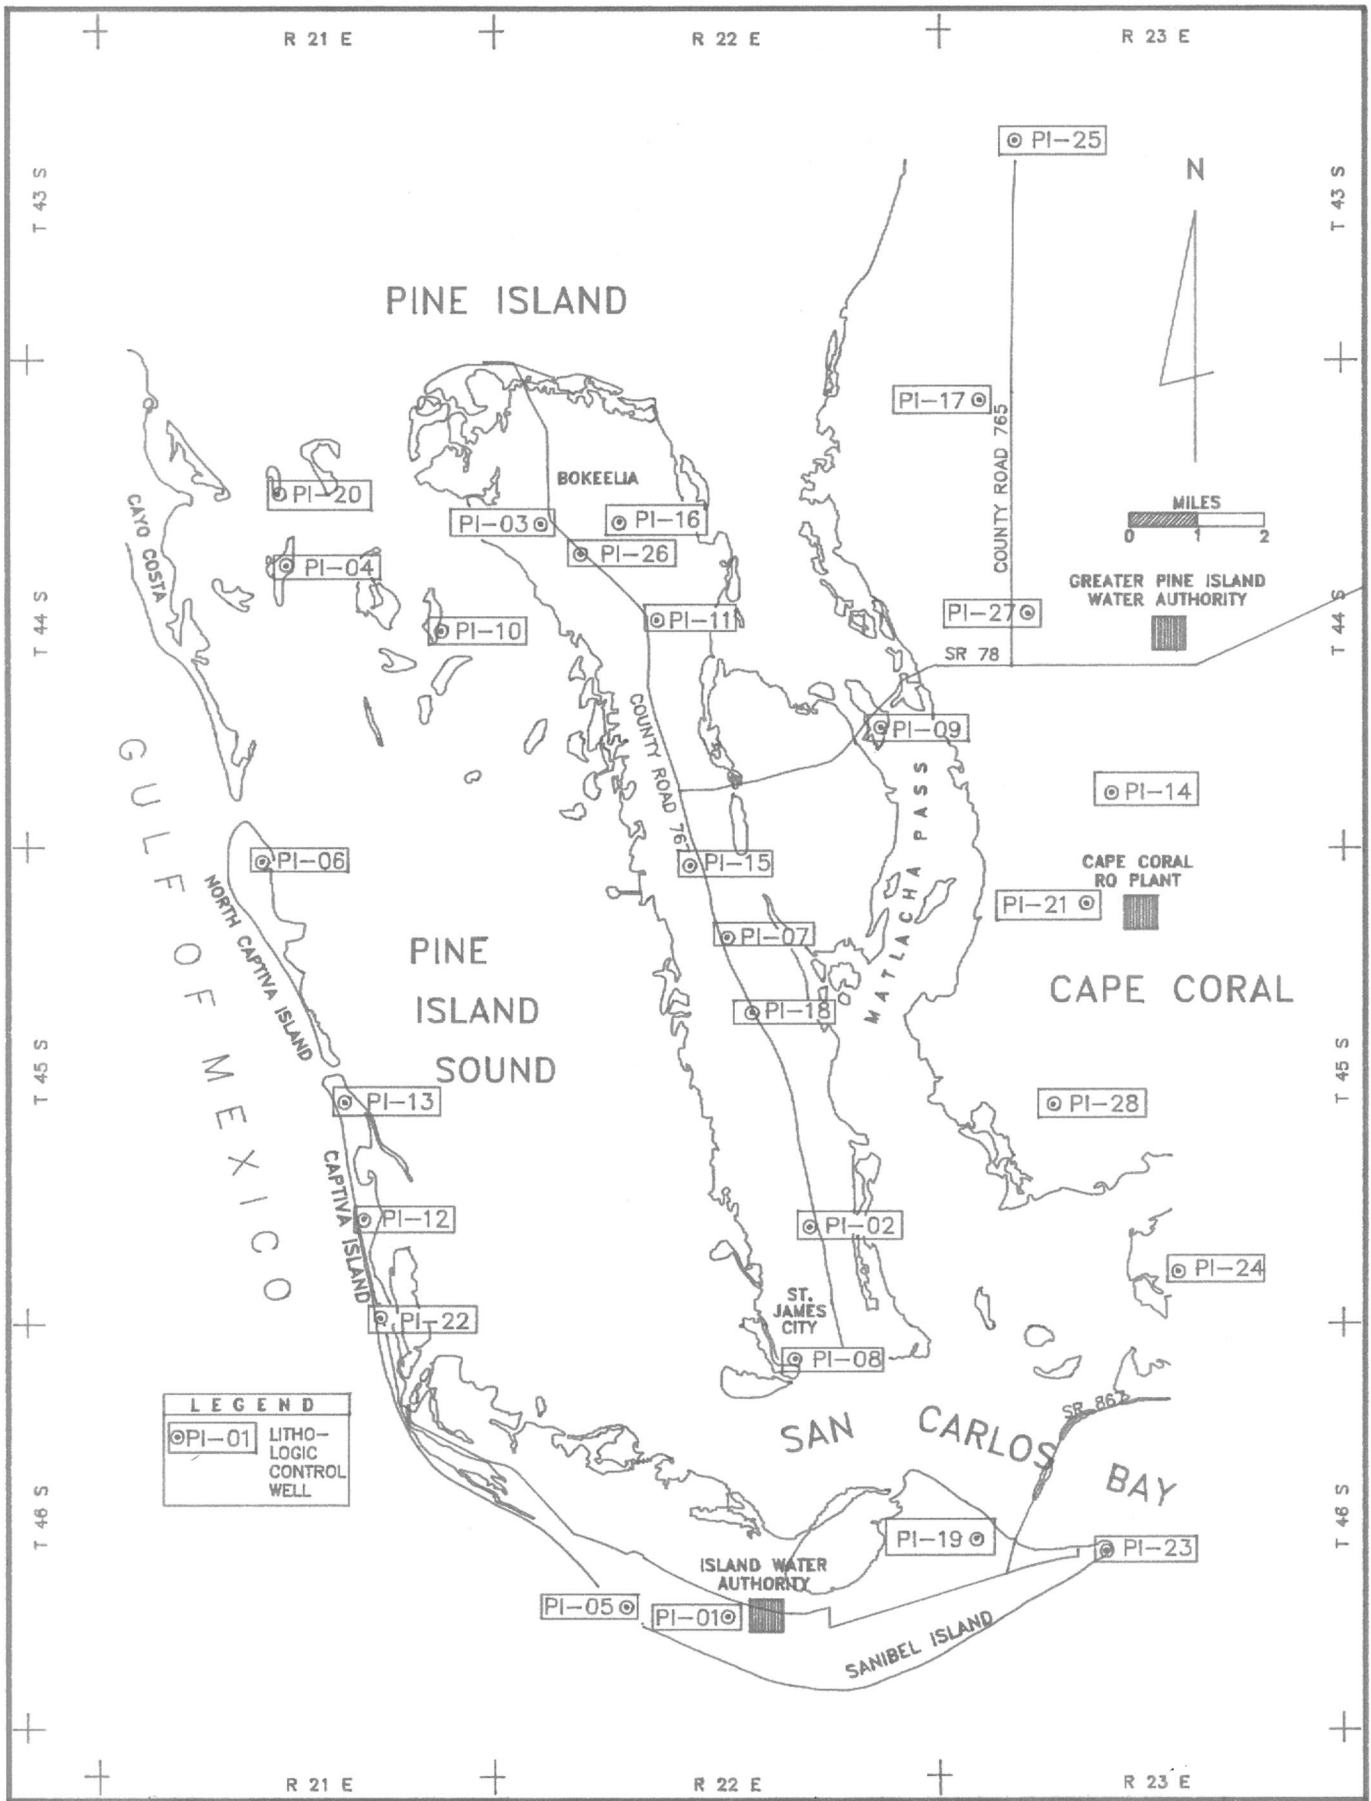 R 21 E
R 22 E
R 23 E
PI-25
T 43 S
T 43 S
N
PINE ISLAND
PI-17
COUNTY ROAD 765
BOKEELIA
PI-20
PI-03
PI-16
MILES
0 1 2
CAYO COSTA
PI-26
PI-04
GREATER PINE ISLAND
WATER AUTHORITY
PI-27
PI-11
PI-10
T 44 S
T 44 S
SR 78
COUNTY ROAD 767
PI-09
GULF OF MEXICO
PI-14
MATLACHA PASS
PI-06
PI-15
CAPE CORAL
RO PLANT
PI-21
NORTH CAPTIVA ISLAND
PI-07
PINE
ISLAND
SOUND
CAPE CORAL
PI-18
T 45 S
T 45 S
PI-13
PI-28
CAPTIVA ISLAND
PI-12
PI-02
PI-24
ST.
JAMES
CITY
PI-22
PI-08
LEGEND
PI-01
LITHO-
LOGIC
CONTROL
WELL
SR 867
SAN CARLOS BAY
T 46 S
T 46 S
PI-19
PI-23
ISLAND WATER
AUTHORITY
PI-05
PI-01
SANIBEL ISLAND
R 21 E
R 22 E
R 23 E